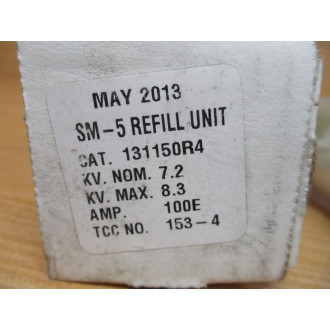 MAY 2013
SM-5 REFILL UNIT
CAT. 131150R4
KV. NOM. 7.2
KV. MAX. 8.3
AMP. 100E
TCC NO. 153-4